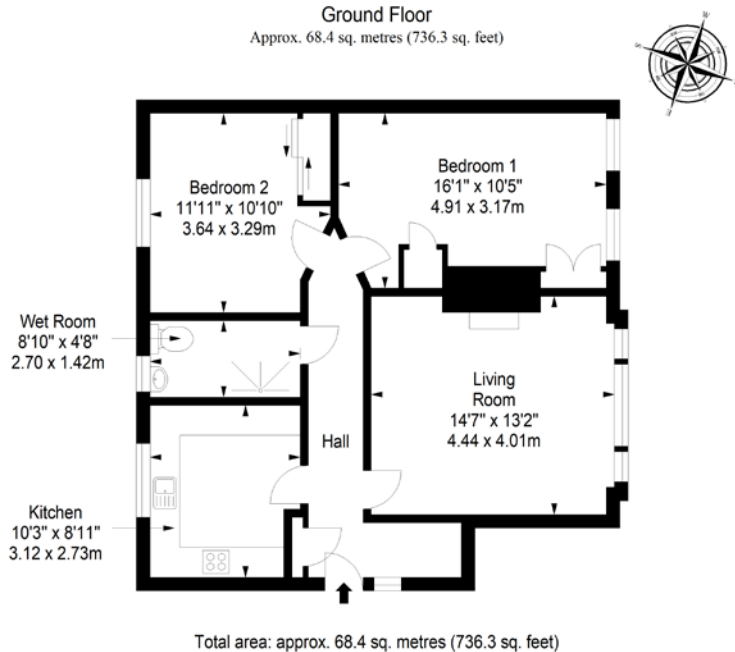 Ground Floor
Approx. 68.4 sq. metres (736.3 sq. feet)
W
S
E
Bedroom 1
16'1" x 10'5"
4.91 x 3.17m
Bedroom 2
11'11" x 10'10"
3.64 x 3.29m
Wet Room
8'10" x 4'8"
2.70 x 1.42m
Living
Room
14'7" x 13'2"
4.44 x 4.01m
Hall
Kitchen
10'3" x 8'11"
3.12 x 2.73m
Total area: approx. 68.4 sq. metres (736.3 sq. feet)